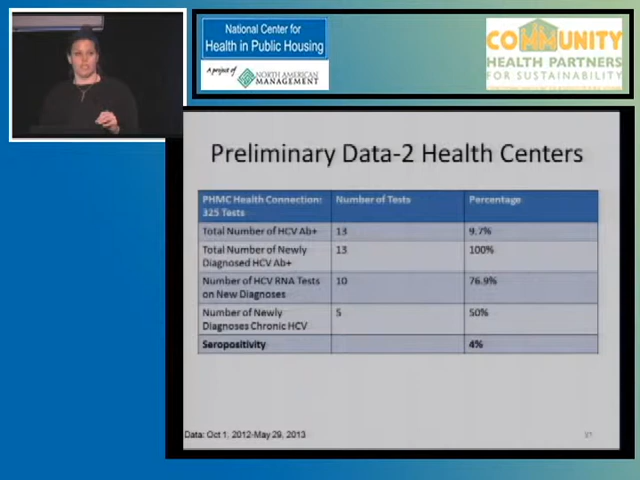 National Center for
Health in Public Housing
A project of
NORTH AMERICAN
MANAGEMENT
COMMUNITY
HEALTH PARTNERS
FOR SUSTAINABILITY
Preliminary Data-2 Health Centers
PHMC Health Connection: Number of Tests Percentage
325 Tests
Total Number of HCV Ab+ 13 9.7%
Total Number of Newly 13 100%
Diagnosed HCV Ab+
Number of HCV RNA Tests 10 76.9%
on New Diagnoses
Number of Newly 5 50%
Diagnoses Chronic HCV
Seropositivity 4%
Data: Oct 1, 2012-May 29, 2013